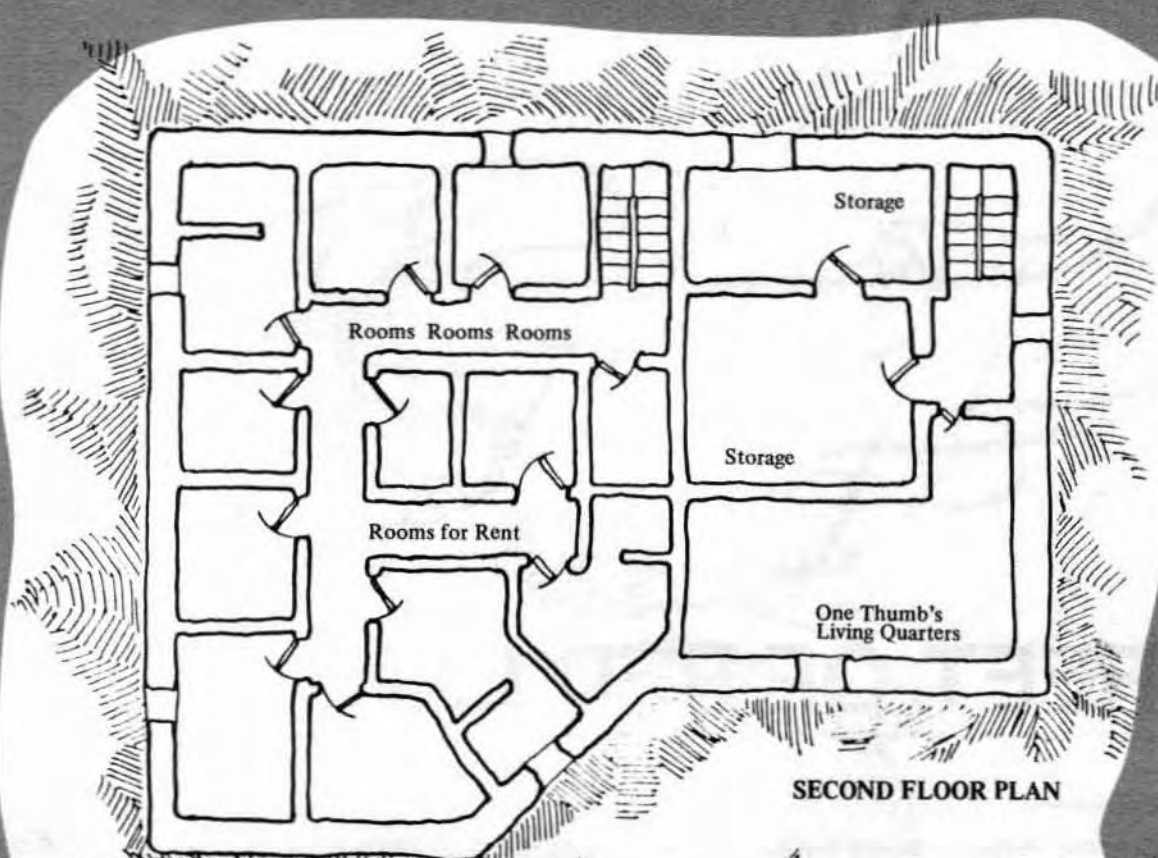 Storage
Rooms Rooms Rooms
Storage
Rooms for Rent
One Thumb's
Living Quarters
SECOND FLOOR PLAN